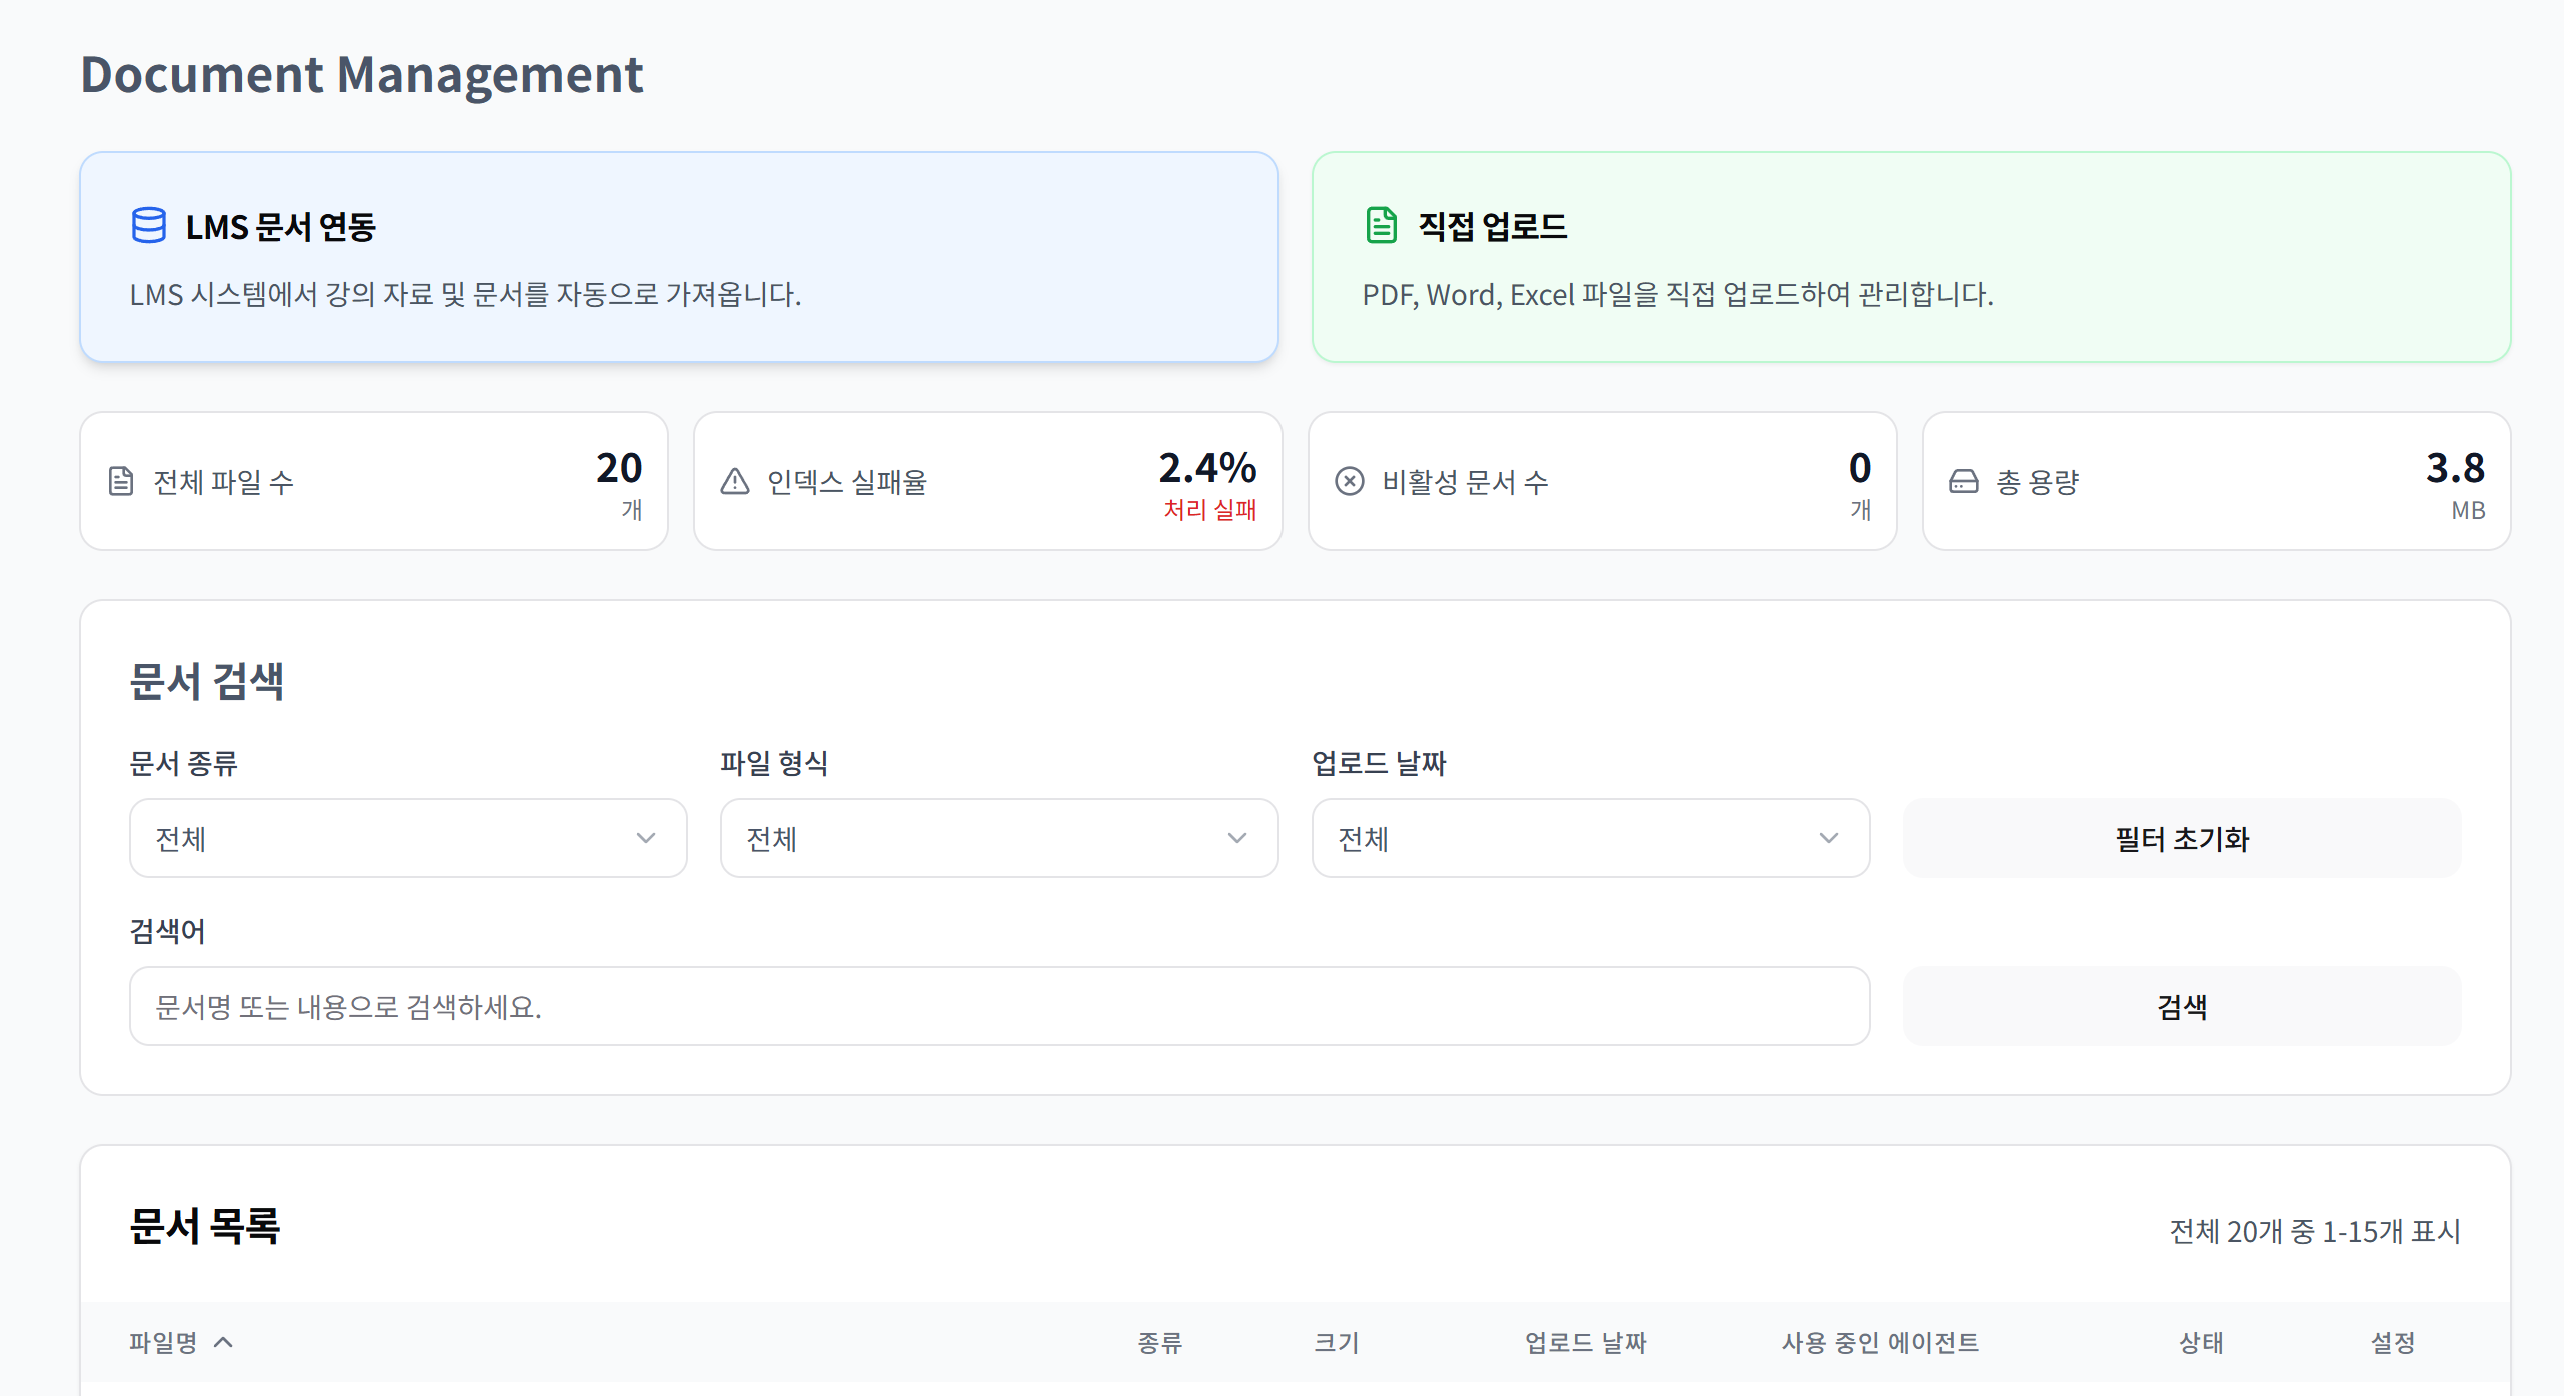 Document Management
LMS 문서 연동
LMS 시스템에서 강의 자료 및 문서를 자동으로 가져옵니다.
직접 업로드
PDF, Word, Excel 파일을 직접 업로드하여 관리합니다.
전체 파일 수
20
개
인덱스 실패율
2.4%
처리 실패
비활성 문서 수
0
개
총 용량
3.8
MB
문서 검색
문서 종류
전체
파일 형식
전체
업로드 날짜
전체
필터 초기화
검색어
문서명 또는 내용으로 검색하세요.
검색
문서 목록
전체 20개 중 1-15개 표시
파일명 종류 크기 업로드 날짜 사용 중인 에이전트 상태 설정